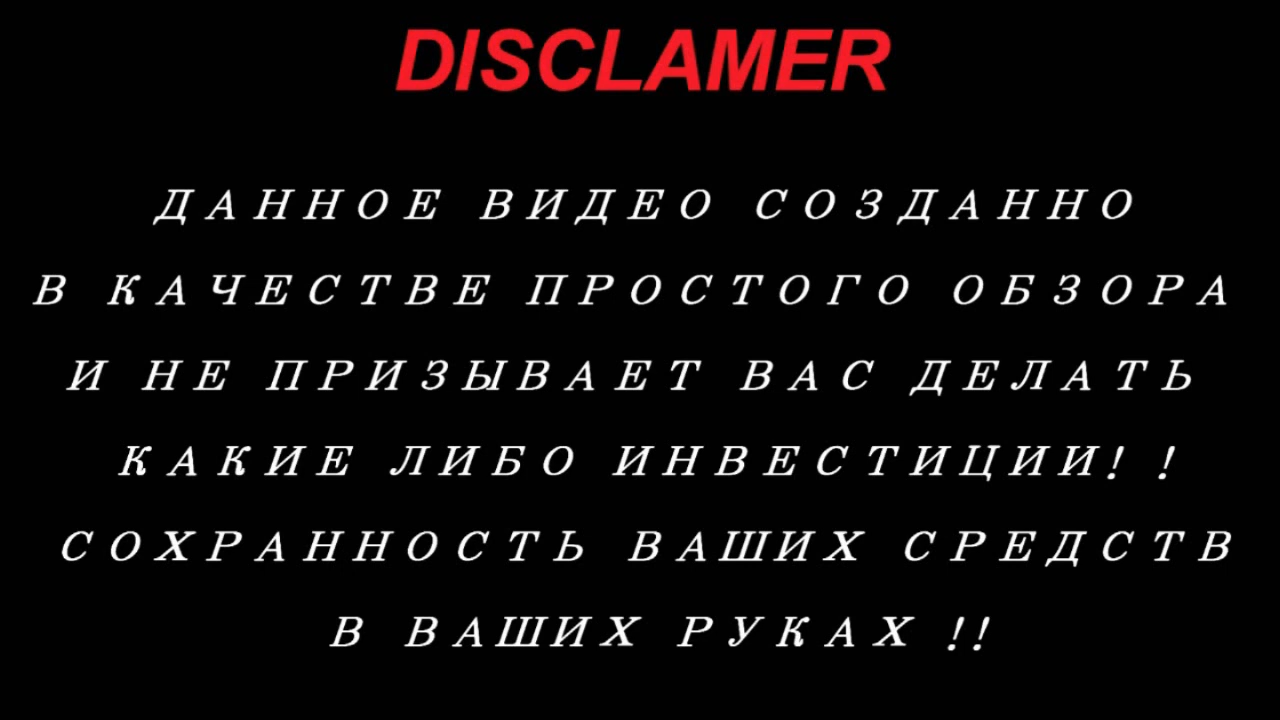 DISCLAMER
ДАННОЕ ВИДЕО СОЗДАННО
В КАЧЕСТВЕ ПРОСТОГО ОБЗОРА
И НЕ ПРИЗЫВАЕТ ВАС ДЕЛАТЬ
КАКИЕ ЛИБО ИНВЕСТИЦИИ! !
СОХРАННОСТЬ ВАШИХ СРЕДСТВ
В ВАШИХ РУКАХ !!